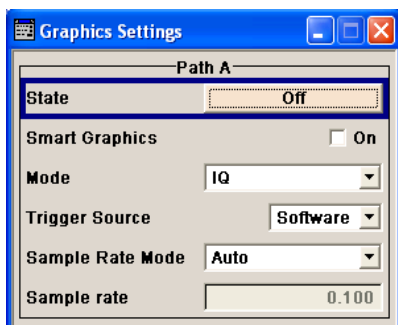 Graphics Settings
Path A
State Off
Smart Graphics On
Mode IQ
Trigger Source Software
Sample Rate Mode Auto
Sample rate 0.100